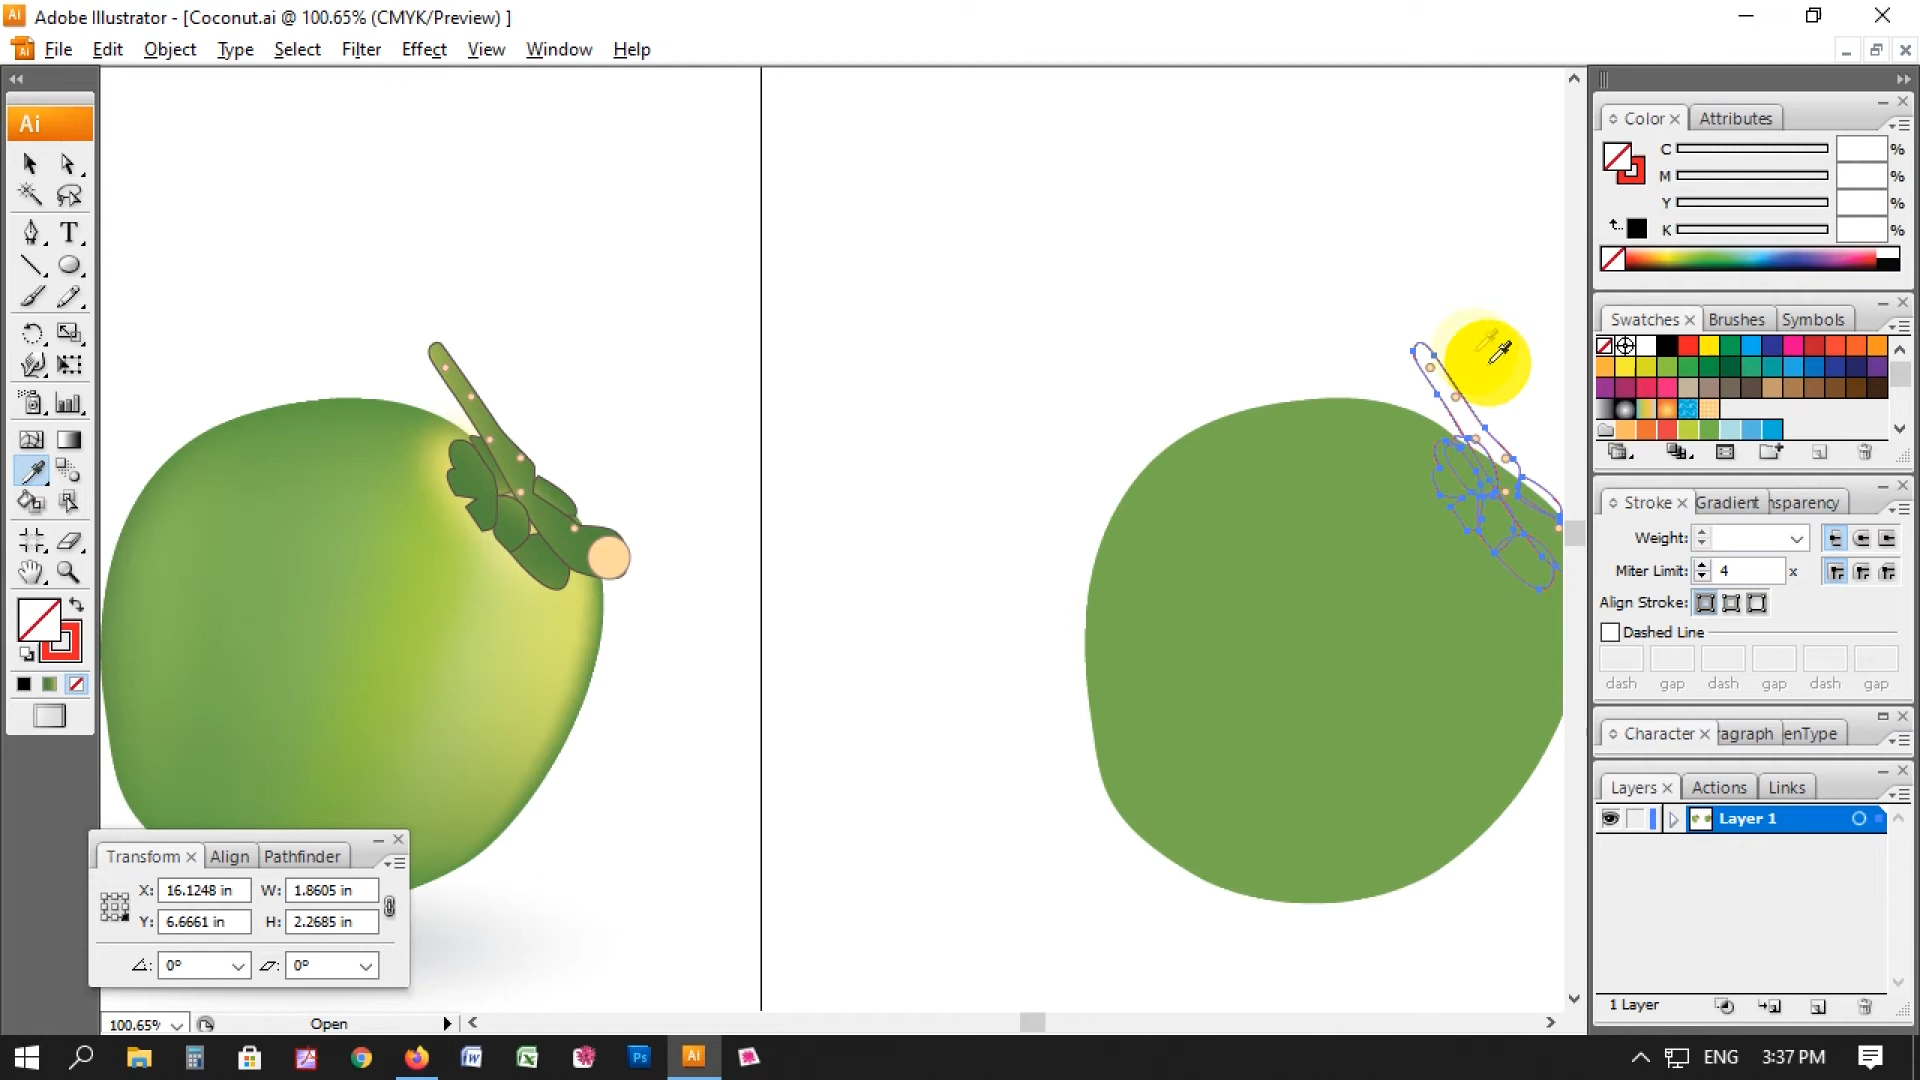 Adobe Illustrator - [Coconut.ai @ 100.65% (CMYK/Preview) ]
File Edit Object Type Select Filter Effect View Window Help
Ai
Color Attributes
C %
M %
Y %
K %
Swatches Brushes Symbols
Stroke Gradient nsparency
Weight:
Miter Limit: 4 x
Align Stroke:
Dashed Line
dash gap dash gap dash gap
Character ragraph enType
Layers Actions Links
Layer 1
1 Layer
Transform Align Pathfinder
X: 16.1248 in W: 1.8605 in
Y: 6.6661 in H: 2.2685 in
0° 0°
100.65% Open
Ps Ai ENG 3:37 PM